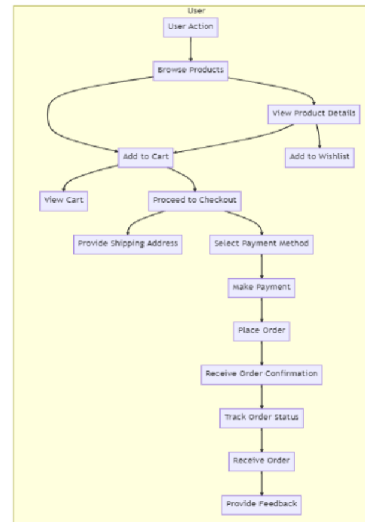 User
User Action
Browse Products
View Product Details
Add to Cart
Add to Wishlist
View Cart
Proceed to Checkout
Provide Shipping Address
Select Payment Method
Make Payment
Place Order
Receive Order Confirmation
Track Order Status
Receive Order
Provide Feedback